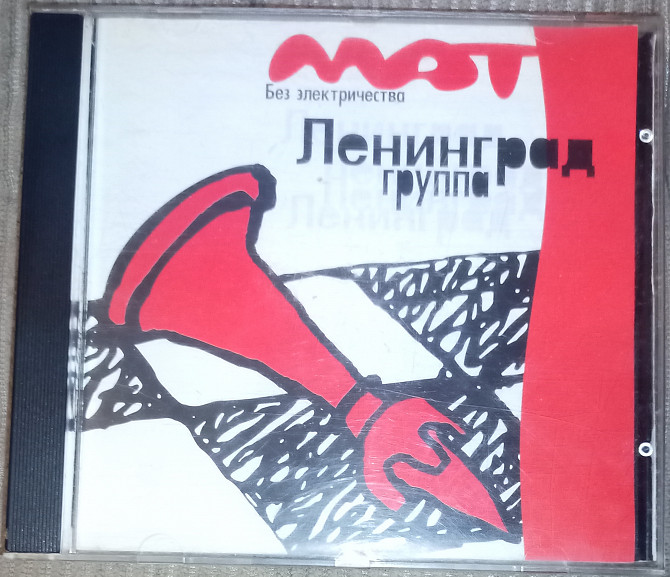 мат
Без электричества
Ленинград
группа